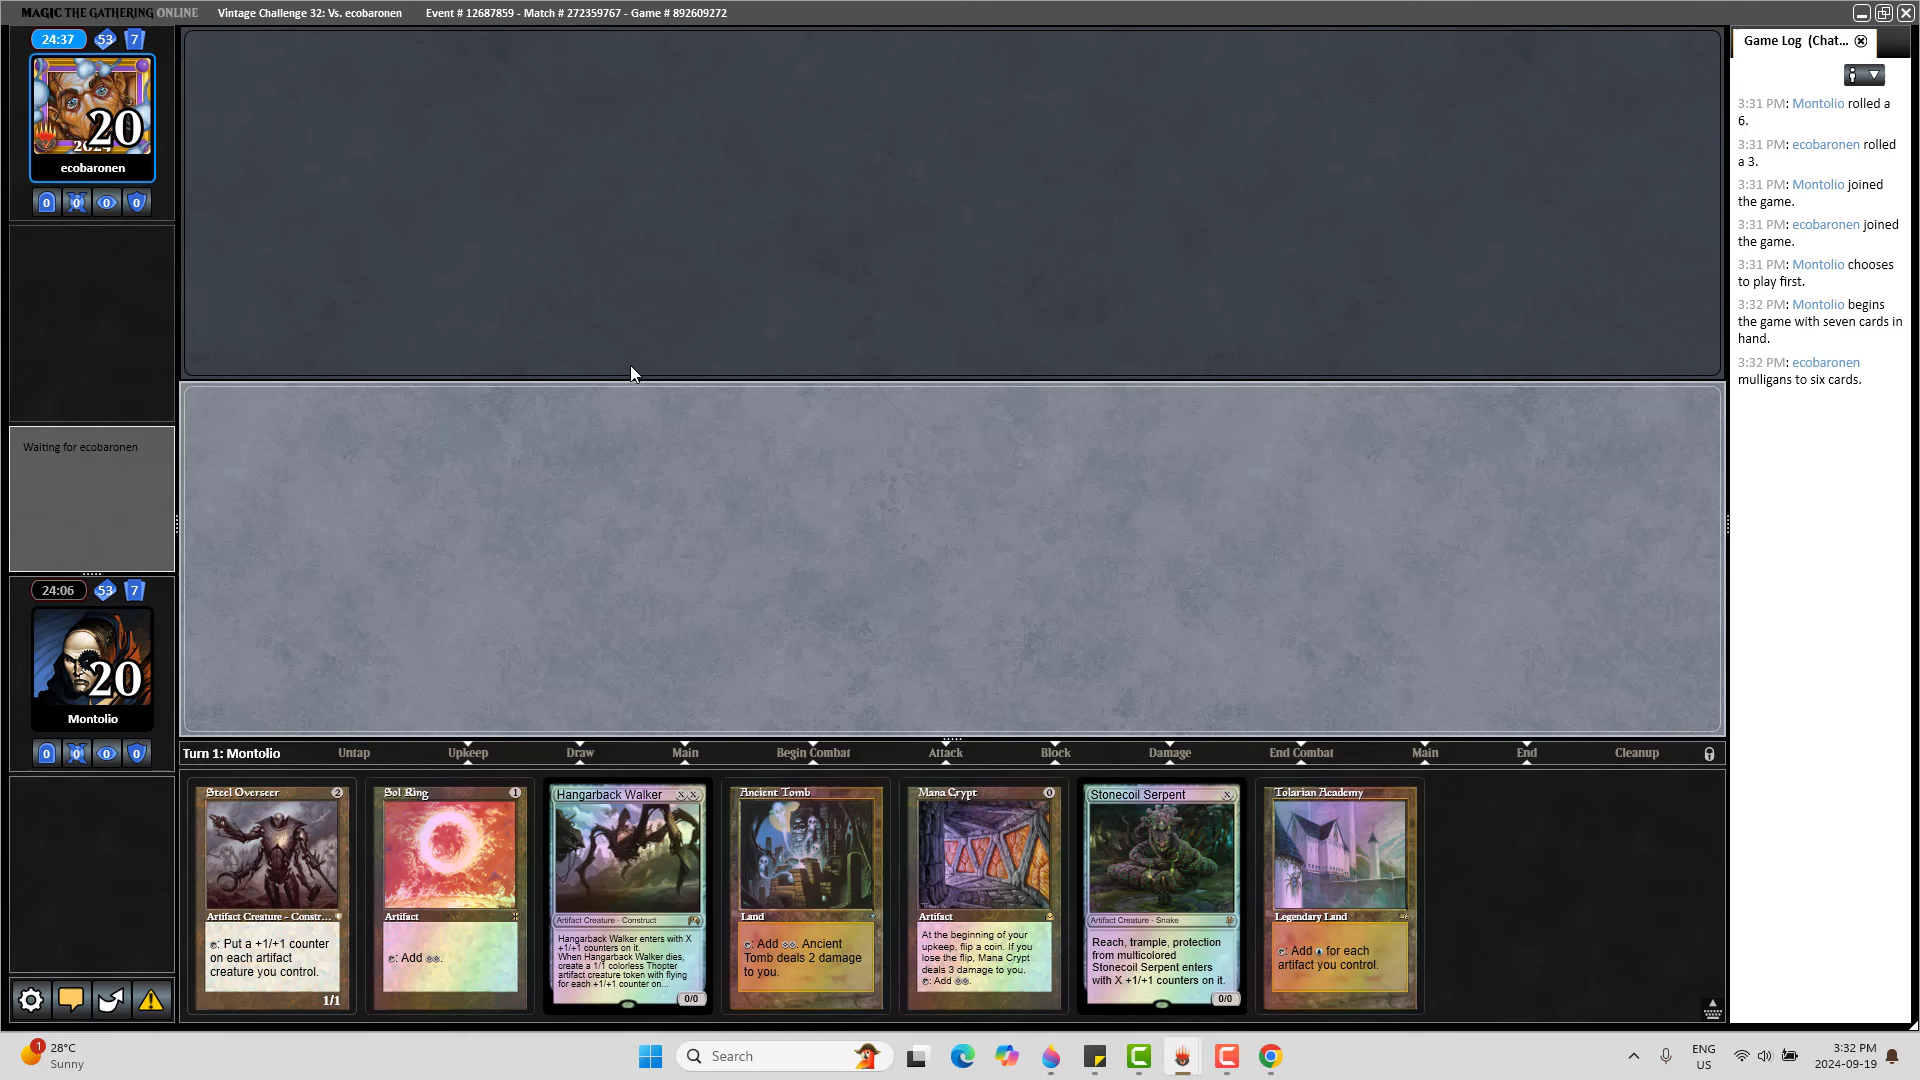 MAGIC THE GATHERING ONLINE Vintage Challenge 32: Vs. ecobaronen Event # 12687859 - Match # 272359767 - Game # 892609272
24:37 53 7
20
2024
ecobaronen
0 0 0 0
Waiting for ecobaronen
24:06 53 7
20
Montolio
0 0 0 0
Turn 1: Montolio Untap Upkeep Draw Main Begin Combat Attack Block Damage End Combat Main End Cleanup
Steel Overseer 2
Artifact Creature - Constr...
: Put a +1/+1 counter
on each artifact
creature you control.
1/1
Sol Ring 1
Artifact
: Add .
Hangarback Walker X X
Artifact Creature - Construct
Hangarback Walker enters with X
+1/+1 counters on it.
When Hangarback Walker dies,
create a 1/1 colorless Thopter
artifact creature token with flying
for each +1/+1 counter on...
0/0
Ancient Tomb
Land
: Add . Ancient
Tomb deals 2 damage
to you.
Mana Crypt 0
Artifact
At the beginning of your
upkeep, flip a coin. If you
lose the flip, Mana Crypt
deals 3 damage to you.
: Add .
Stonecoil Serpent X
Artifact Creature - Snake
Reach, trample, protection
from multicolored
Stonecoil Serpent enters
with X +1/+1 counters on it.
0/0
Tolarian Academy
Legendary Land
: Add for each
artifact you control.
Game Log (Chat...
3:31 PM: Montolio rolled a
6.
3:31 PM: ecobaronen rolled
a 3.
3:31 PM: Montolio joined
the game.
3:31 PM: ecobaronen joined
the game.
3:31 PM: Montolio chooses
to play first.
3:32 PM: Montolio begins
the game with seven cards in
hand.
3:32 PM: ecobaronen
mulligans to six cards.
1
28°C
Sunny
Search
ENG
US
3:32 PM
2024-09-19